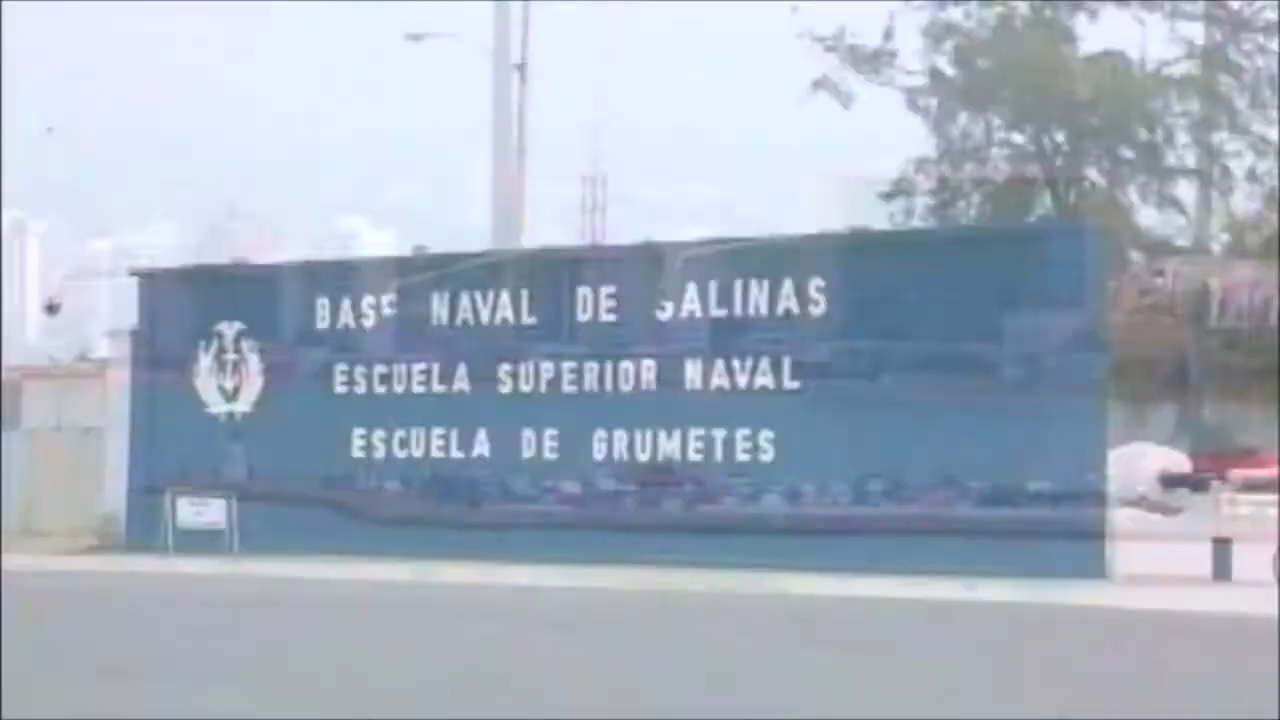 BASE NAVAL DE SALINAS
ESCUELA SUPERIOR NAVAL
ESCUELA DE GRUMETES